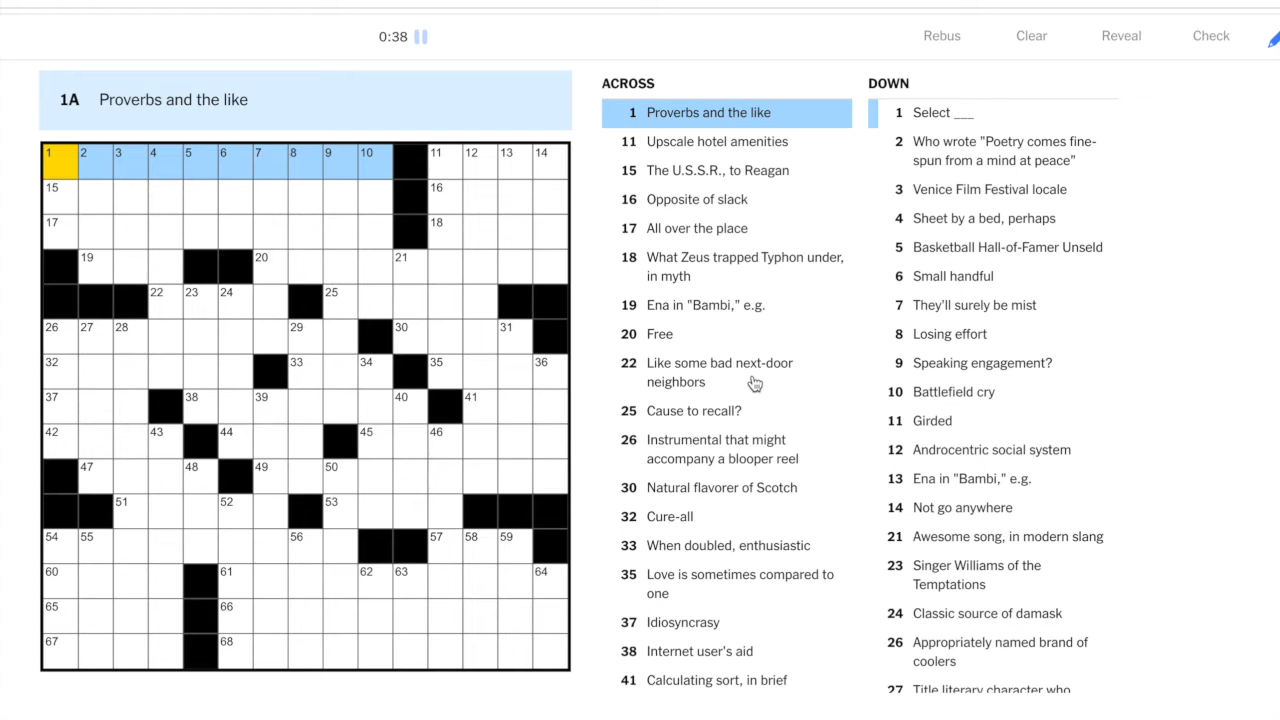 0:38
Rebus Clear Reveal Check
1A Proverbs and the like
1 2 3 4 5 6 7 8 9 10 11 12 13 14
15 16
17 18
19 20 21
22 23 24 25
26 27 28 29 30 31
32 33 34 35 36
37 38 39 40 41
42 43 44 45 46
47 48 49 50
51 52 53
54 55 56 57 58 59
60 61 62 63 64
65 66
67 68
ACROSS
1 Proverbs and the like
11 Upscale hotel amenities
15 The U.S.S.R., to Reagan
16 Opposite of slack
17 All over the place
18 What Zeus trapped Typhon under,
in myth
19 Ena in "Bambi," e.g.
20 Free
22 Like some bad next-door
neighbors
25 Cause to recall?
26 Instrumental that might
accompany a blooper reel
30 Natural flavorer of Scotch
32 Cure-all
33 When doubled, enthusiastic
35 Love is sometimes compared to
one
37 Idiosyncrasy
38 Internet user's aid
41 Calculating sort, in brief
DOWN
1 Select ___
2 Who wrote "Poetry comes fine-
spun from a mind at peace"
3 Venice Film Festival locale
4 Sheet by a bed, perhaps
5 Basketball Hall-of-Famer Unseld
6 Small handful
7 They'll surely be mist
8 Losing effort
9 Speaking engagement?
10 Battlefield cry
11 Girded
12 Androcentric social system
13 Ena in "Bambi," e.g.
14 Not go anywhere
21 Awesome song, in modern slang
23 Singer Williams of the
Temptations
24 Classic source of damask
26 Appropriately named brand of
coolers
27 Title literary character who